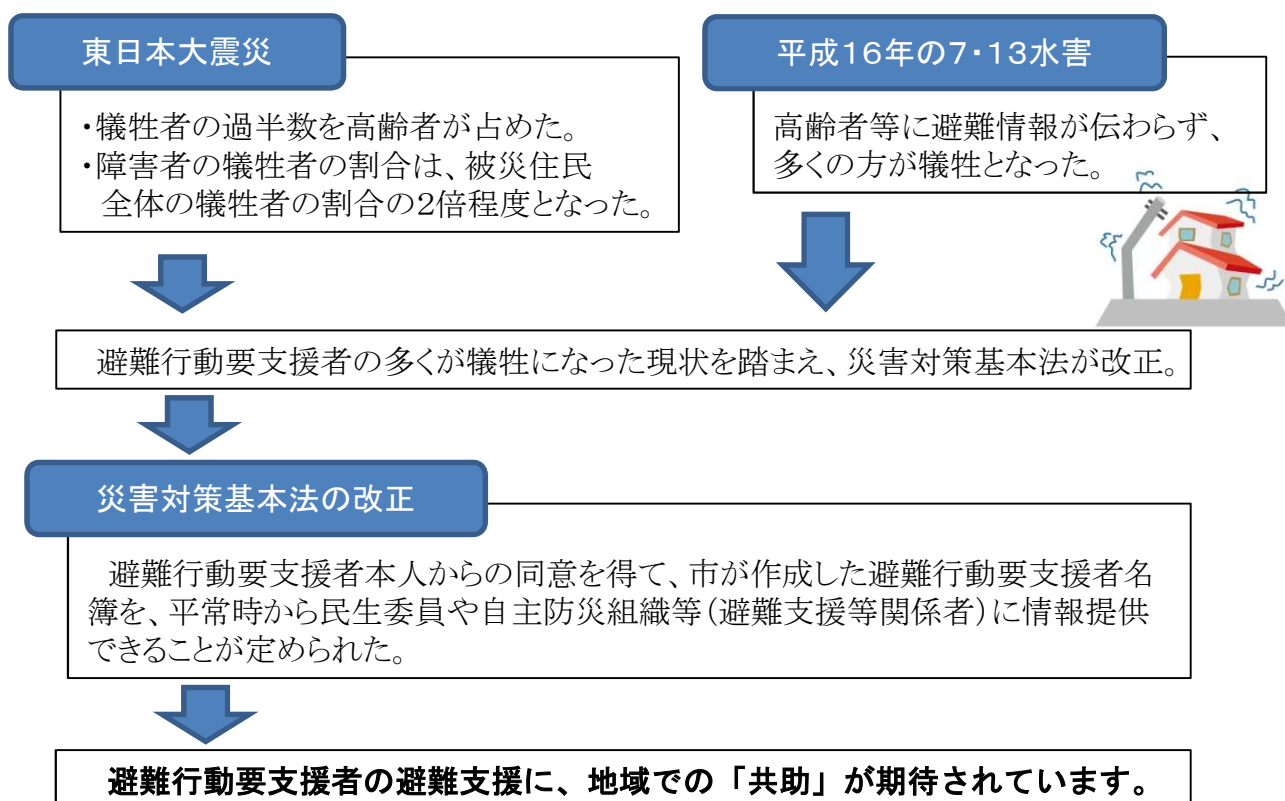 東日本大震災
・犠牲者の過半数を高齢者が占めた。
・障害者の犠牲者の割合は、被災住民
全体の犠牲者の割合の2倍程度となった。
平成16年の7・13水害
高齢者等に避難情報が伝わらず、
多くの方が犠牲となった。
避難行動要支援者の多くが犠牲になった現状を踏まえ、災害対策基本法が改正。
災害対策基本法の改正
避難行動要支援者本人からの同意を得て、市が作成した避難行動要支援者名
簿を、平常時から民生委員や自主防災組織等(避難支援等関係者)に情報提供
できることが定められた。
避難行動要支援者の避難支援に、地域での「共助」が期待されています。